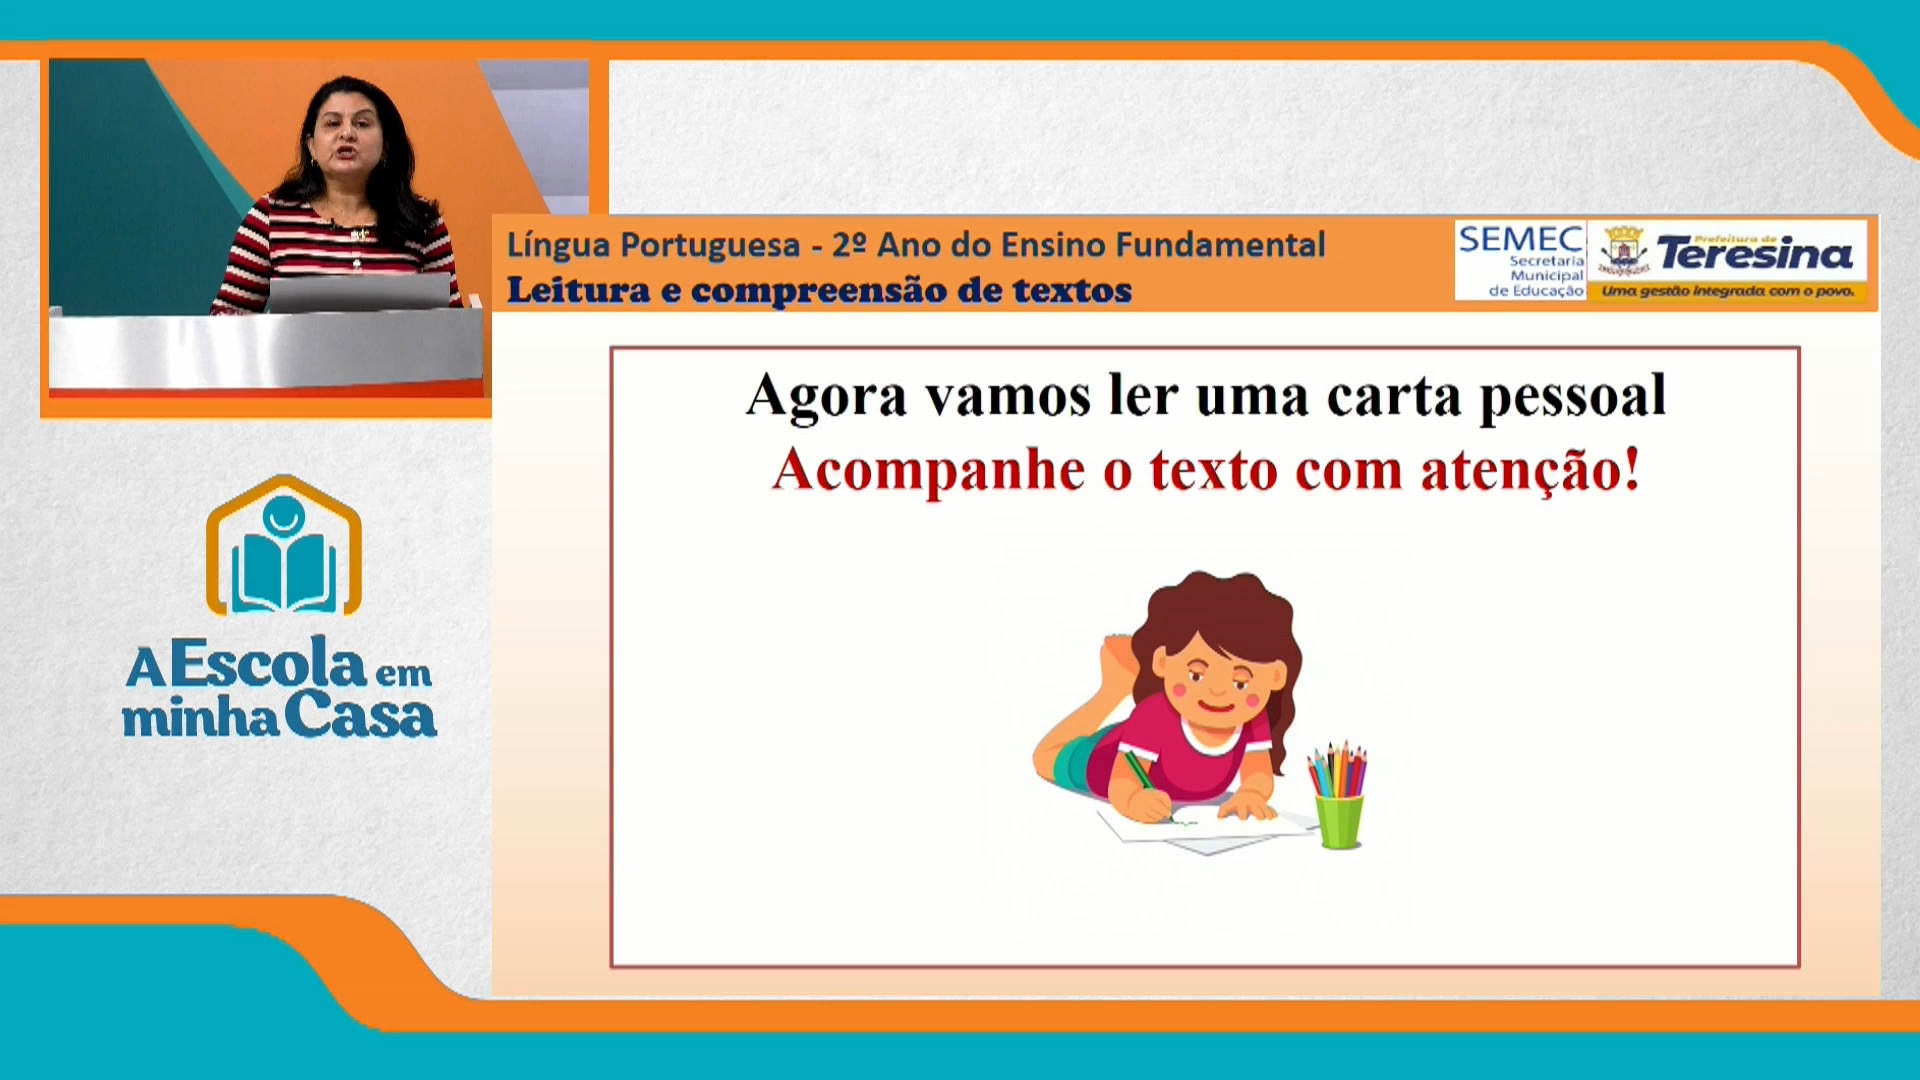 Língua Portuguesa - 2º Ano do Ensino Fundamental
Leitura e compreensão de textos
SEMEC
Secretaria
Municipal
de Educação
Prefeitura de
Teresina
Uma gestão integrada com o povo.
Agora vamos ler uma carta pessoal
Acompanhe o texto com atenção!
A Escola em
minha Casa